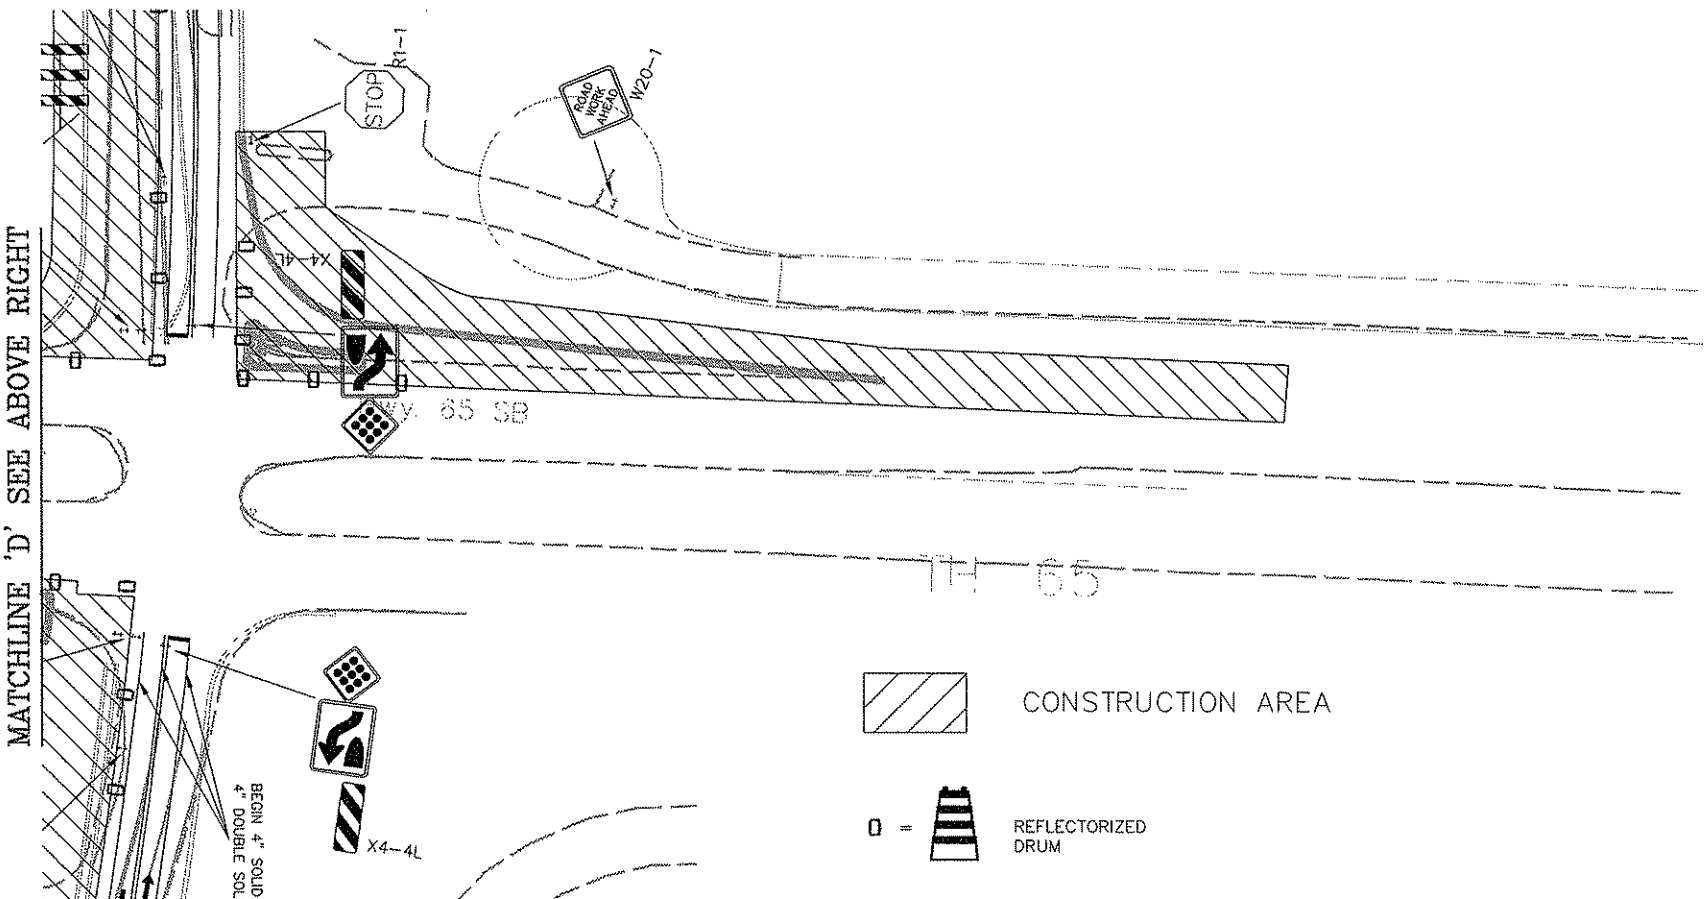 MATCHLINE 'D' SEE ABOVE RIGHT
STOP
R1-1
ROAD
WORK
AHEAD
W20-1
X4-4L
65 SB
TH 65
CONSTRUCTION AREA
=
REFLECTORIZED
DRUM
X4-4L
BEGIN 4" SOLID
4" DOUBLE SOL